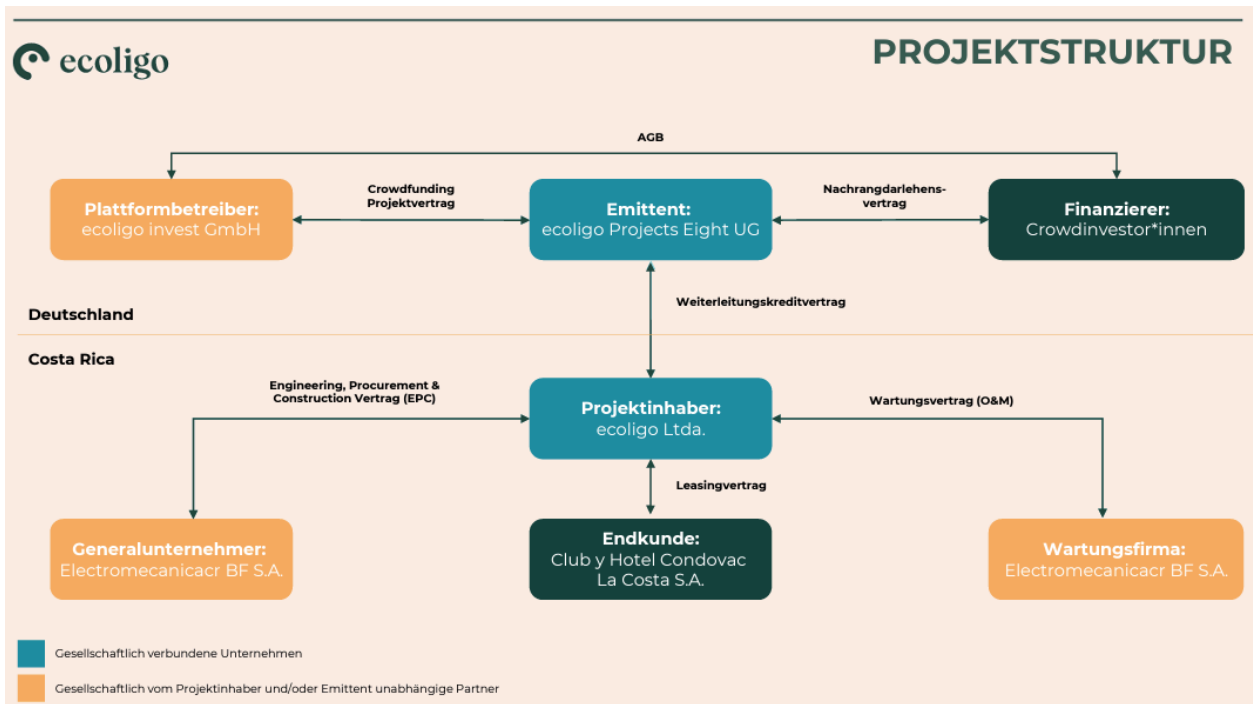 ecoligo
PROJEKTSTRUKTUR
AGB
Plattformbetreiber:
ecoligo invest GmbH
Crowdfunding
Projektvertrag
Emittent:
ecoligo Projects Eight UG
Nachrangdarlehens-
vertrag
Finanzierer:
Crowdinvestor*innen
Weiterleitungskreditvertrag
Deutschland
Costa Rica
Engineering, Procurement &
Construction Vertrag (EPC)
Projektinhaber:
ecoligo Ltda.
Wartungsvertrag (O&M)
Leasingvertrag
Generalunternehmer:
Electromecanicacr BF S.A.
Endkunde:
Club y Hotel Condovac
La Costa S.A.
Wartungsfirma:
Electromecanicacr BF S.A.
Gesellschaftlich verbundene Unternehmen
Gesellschaftlich vom Projektinhaber und/oder Emittent unabhängige Partner